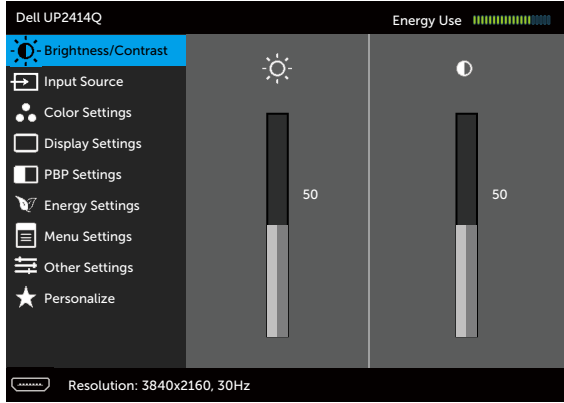 Dell UP2414Q
Energy Use
Brightness/Contrast
Input Source
Color Settings
Display Settings
PBP Settings
Energy Settings
Menu Settings
Other Settings
Personalize
50
50
Resolution: 3840x2160, 30Hz